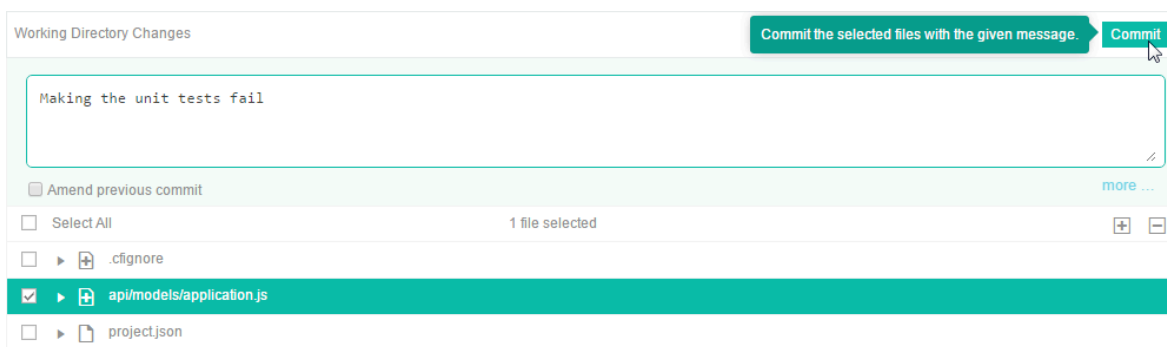 Working Directory Changes
Commit the selected files with the given message.
Commit
Making the unit tests fail
Amend previous commit
more ...
Select All
1 file selected
.cfignore
api/models/application.js
project.json